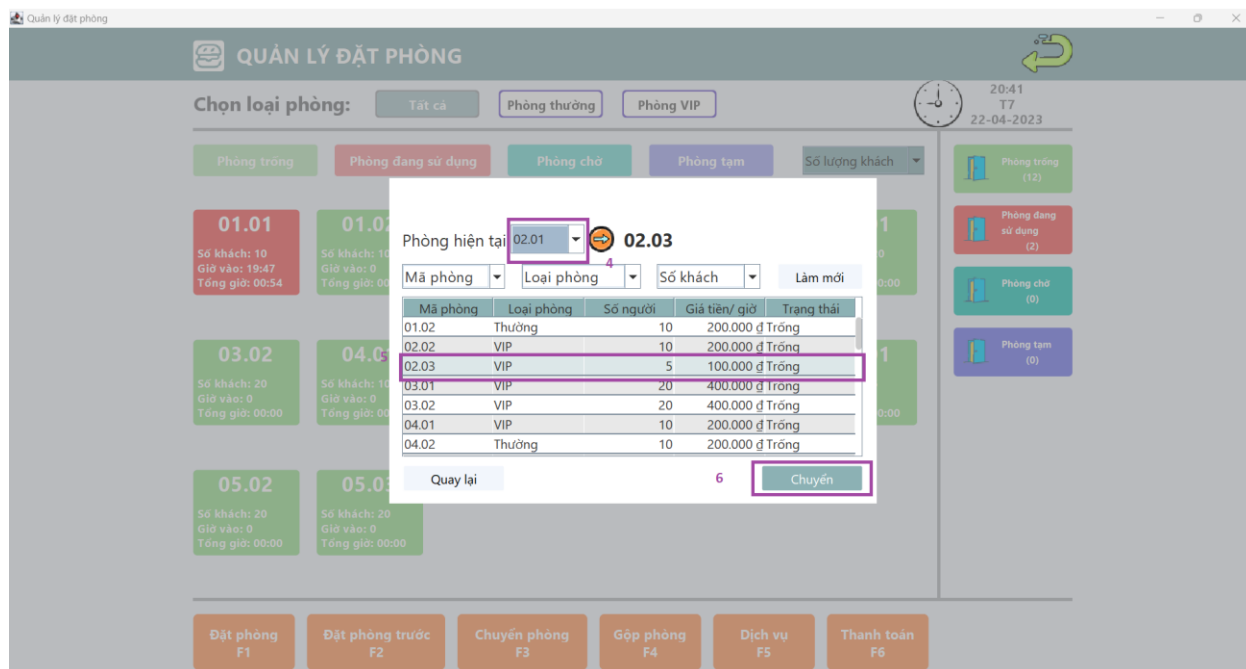 Quản lý đặt phòng
QUẢN LÝ ĐẶT PHÒNG
Chọn loại phòng:
Tất cả
Phòng thường
Phòng VIP
20:41
T7
22-04-2023
Phòng trống
Phòng đang sử dụng
Phòng chờ
Phòng tạm
Số lượng khách
Phòng trống
(12)
Phòng đang
sử dụng
(2)
Phòng chờ
(0)
Phòng tạm
(0)
01.01
Số khách: 10
Giờ vào: 19:47
Tổng giờ: 00:54
Phòng hiện tại 02.01 02.03
4
Mã phòng
Loại phòng
Số khách
Làm mới
Mã phòng Loại phòng Số người Giá tiền/ giờ Trạng thái
01.02 Thường 10 200.000 ₫ Trống
02.02 VIP 10 200.000 ₫ Trống
5
02.03 VIP 5 100.000 ₫ Trống
03.01 VIP 20 400.000 ₫ Trống
03.02 VIP 20 400.000 ₫ Trống
04.01 VIP 10 200.000 ₫ Trống
04.02 Thường 10 200.000 ₫ Trống
Quay lại
6
Chuyển
03.02
Số khách: 20
Giờ vào: 0
Tổng giờ: 00:00
05.02
Số khách: 20
Giờ vào: 0
Tổng giờ: 00:00
Số khách: 20
Giờ vào: 0
Tổng giờ: 00:00
Đặt phòng
F1
Đặt phòng trước
F2
Chuyển phòng
F3
Gộp phòng
F4
Dịch vụ
F5
Thanh toán
F6